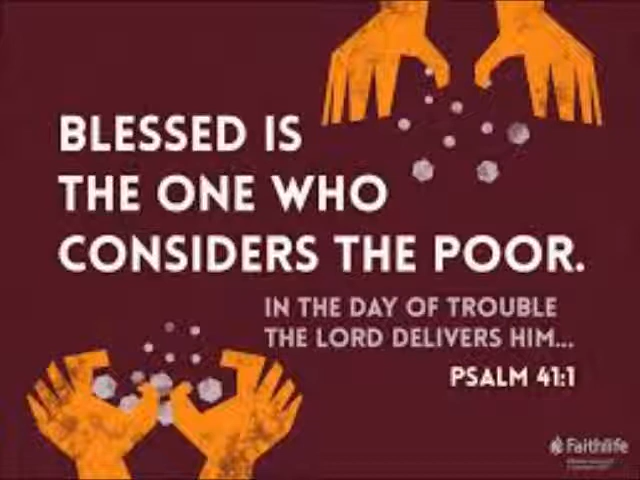 BLESSED IS
THE ONE WHO
CONSIDERS THE POOR.
IN THE DAY OF TROUBLE
THE LORD DELIVERS HIM...
PSALM 41:1
Faithlife